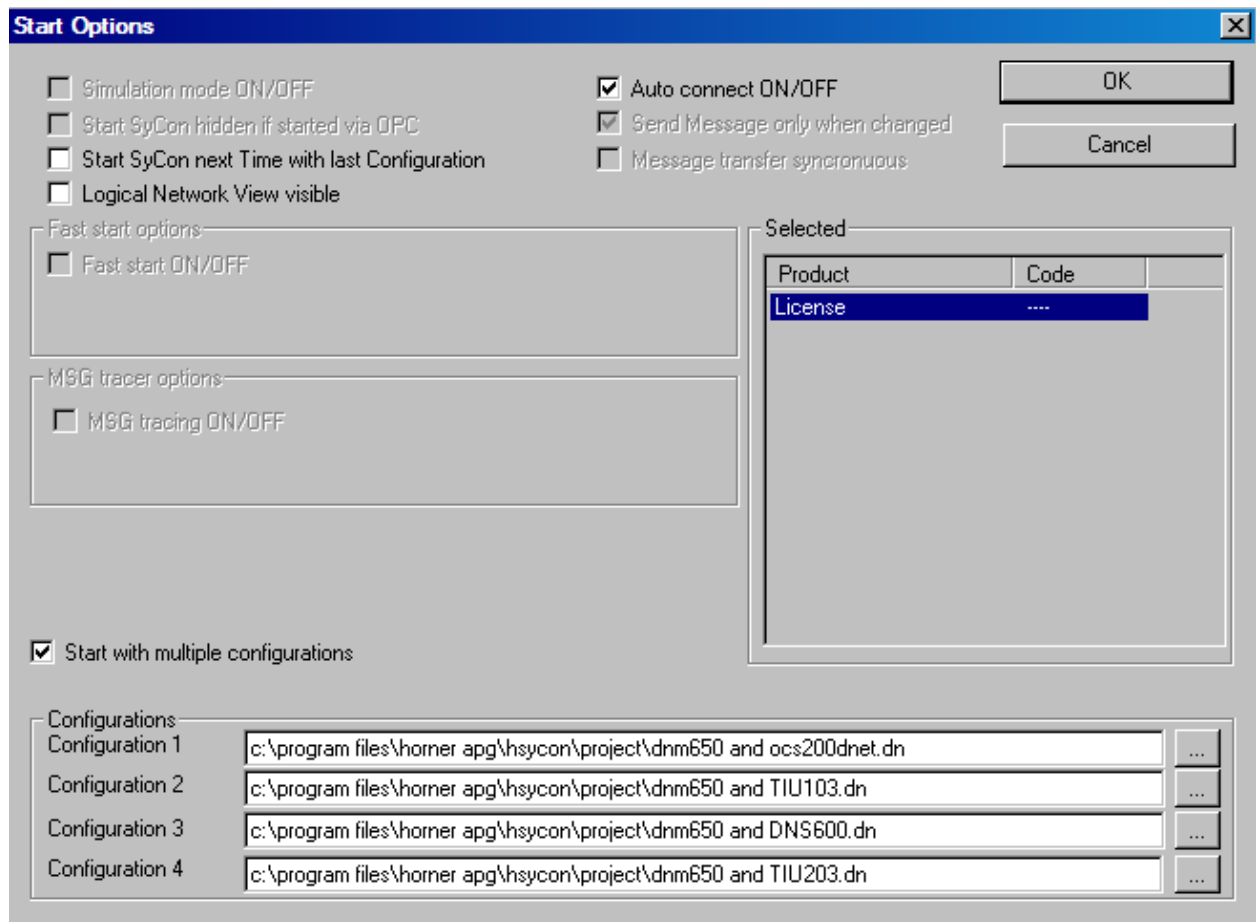 Start Options
Simulation mode ON/OFF
Start SyCon hidden if started via OPC
Start SyCon next Time with last Configuration
Logical Network View visible
Auto connect ON/OFF
Send Message only when changed
Message transfer syncronuous
OK
Cancel
Fast start options
Fast start ON/OFF
MSG tracer options
MSG tracing ON/OFF
Selected
Product Code
License ----
Start with multiple configurations
Configurations
Configuration 1 c:\program files\horner apg\hsycon\project\dnm650 and ocs200dnet.dn ...
Configuration 2 c:\program files\horner apg\hsycon\project\dnm650 and TIU103.dn ...
Configuration 3 c:\program files\horner apg\hsycon\project\dnm650 and DNS600.dn ...
Configuration 4 c:\program files\horner apg\hsycon\project\dnm650 and TIU203.dn ...